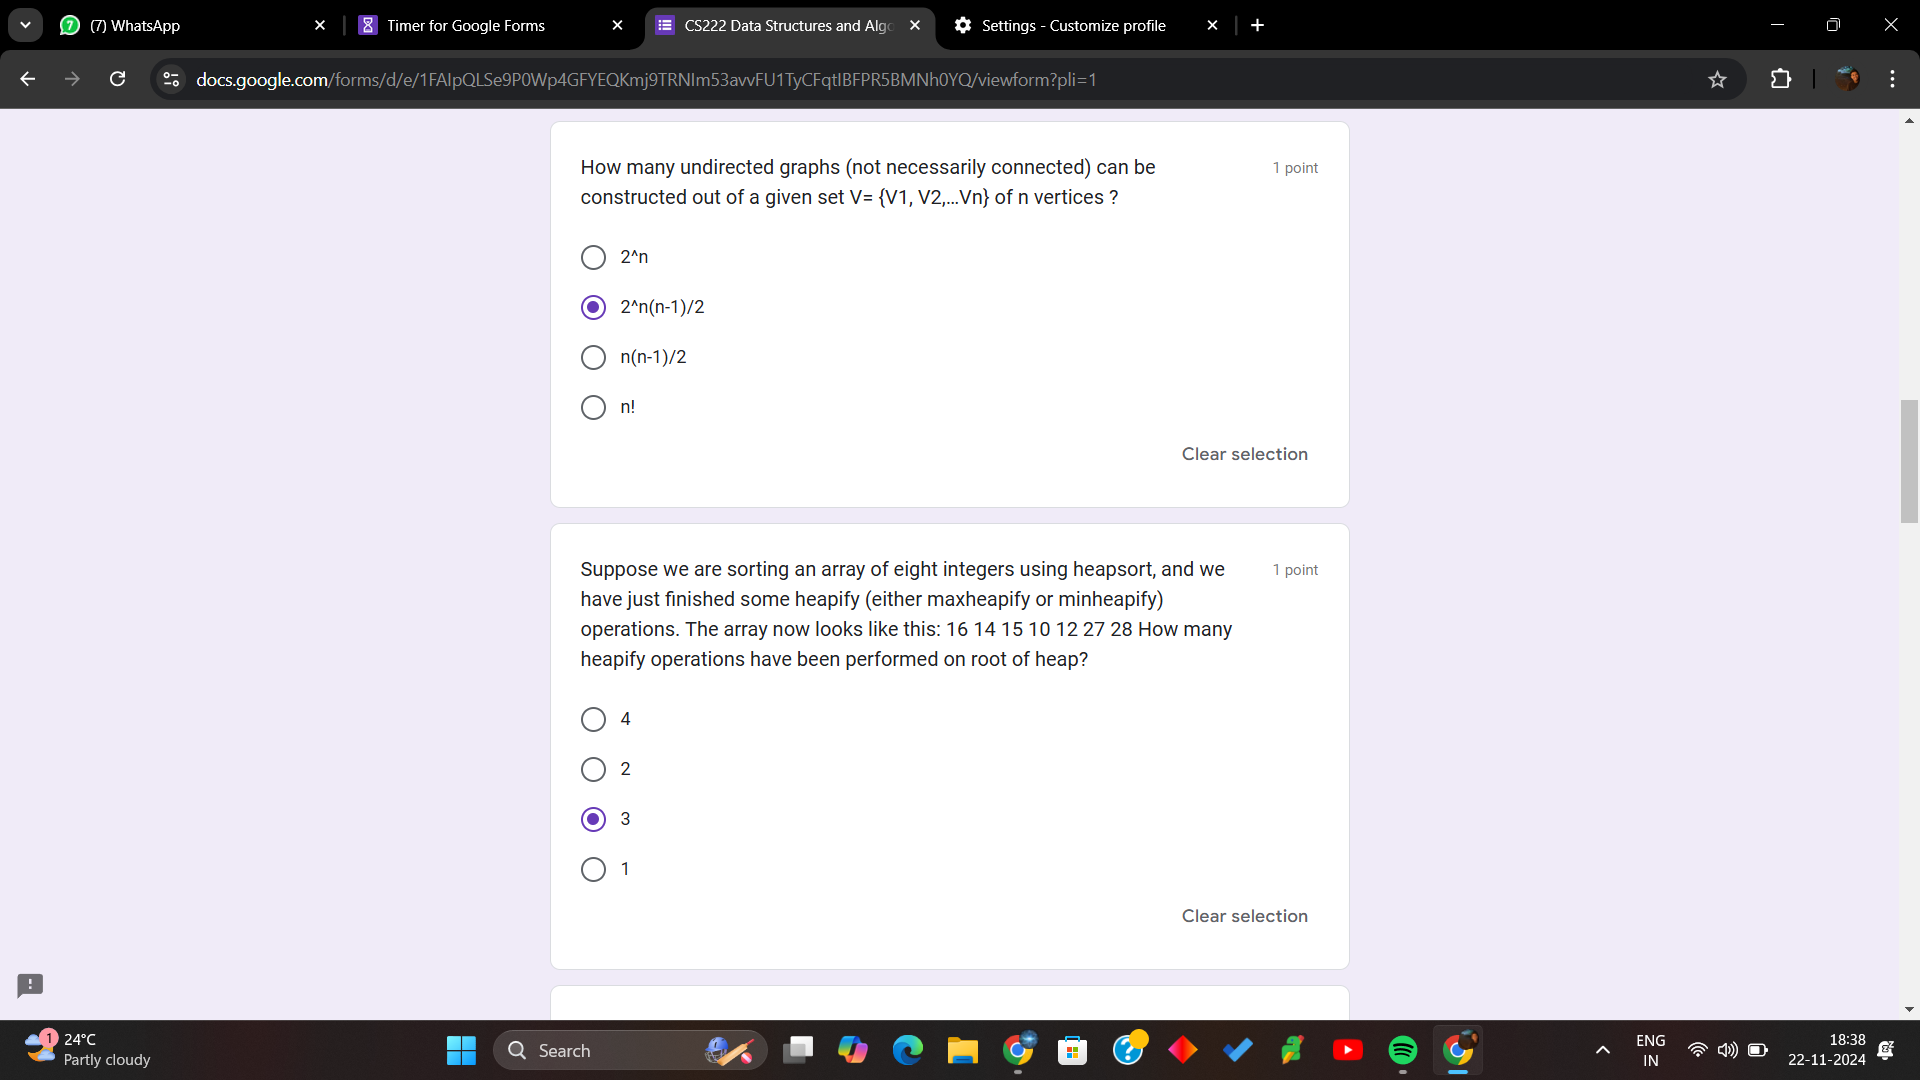 (7) WhatsApp
Timer for Google Forms
CS222 Data Structures and Algo
Settings - Customize profile
docs.google.com/forms/d/e/1FAIpQLSe9P0Wp4GFYEQKmj9TRNIm53avvFU1TyCFqtIBFPR5BMNh0YQ/viewform?pli=1
How many undirected graphs (not necessarily connected) can be
1 point
constructed out of a given set V= {V1, V2,...Vn} of n vertices ?
2^n
2^n(n-1)/2
n(n-1)/2
n!
Clear selection
Suppose we are sorting an array of eight integers using heapsort, and we
1 point
have just finished some heapify (either maxheapify or minheapify)
operations. The array now looks like this: 16 14 15 10 12 27 28 How many
heapify operations have been performed on root of heap?
4
2
3
1
Clear selection
1
24°C
Partly cloudy
Search
ENG
IN
18:38
22-11-2024